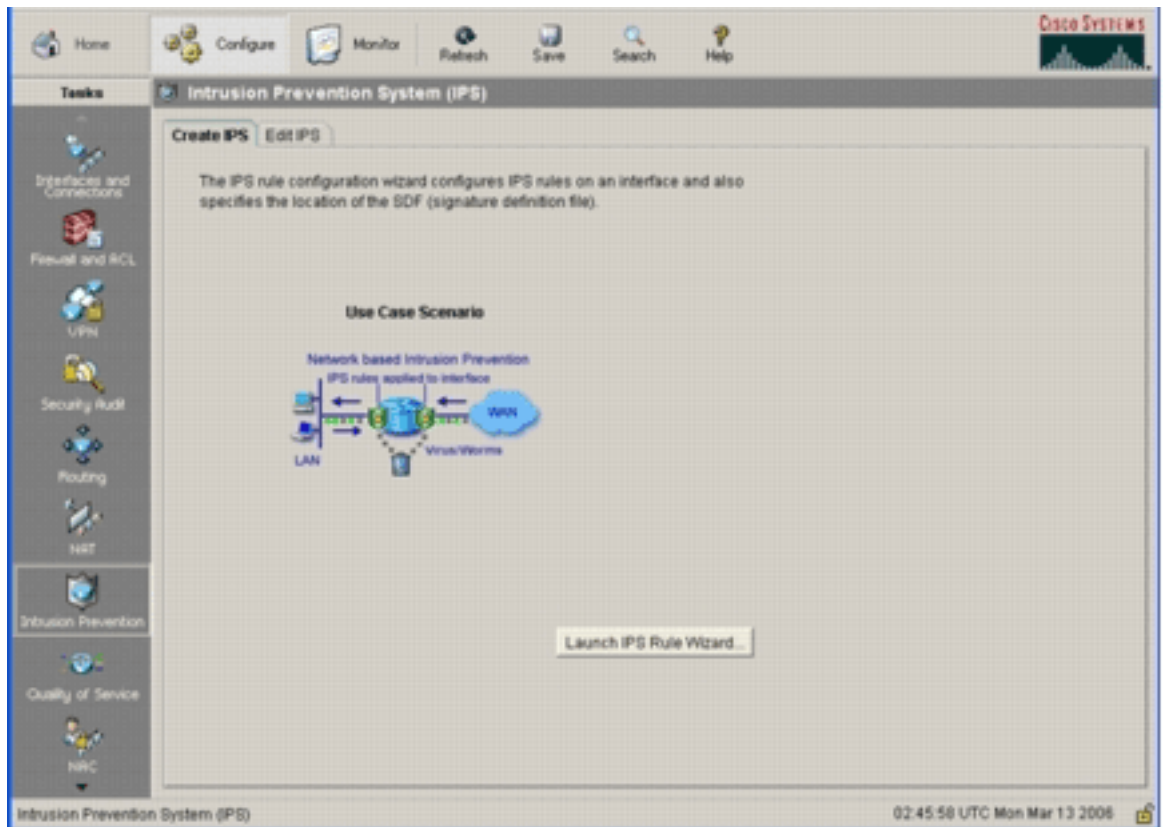 Home
Configure
Monitor
Refresh
Save
Search
Help
CISCO SYSTEMS
Tasks
Intrusion Prevention System (IPS)
Create IPS
Edit IPS
Interfaces and
Connections
Firewall and ACL
VPN
Security Audit
Routing
NAT
Intrusion Prevention
Quality of Service
NAC
The IPS rule configuration wizard configures IPS rules on an interface and also
specifies the location of the SDF (signature definition file).
Use Case Scenario
Network based Intrusion Prevention
IPS rules applied to interface
WAN
LAN
Virus/Worms
Launch IPS Rule Wizard...
Intrusion Prevention System (IPS)
02:45:58 UTC Mon Mar 13 2006